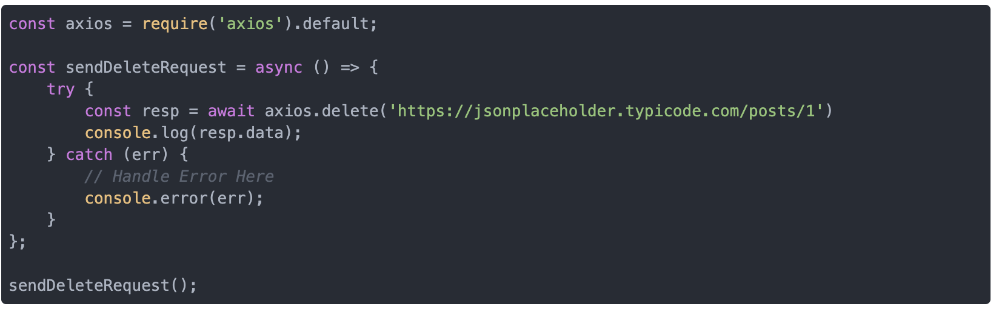 const axios = require('axios').default;

const sendDeleteRequest = async () => {
    try {
        const resp = await axios.delete('https://jsonplaceholder.typicode.com/posts/1')
        console.log(resp.data);
    } catch (err) {
        // Handle Error Here
        console.error(err);
    }
};

sendDeleteRequest();